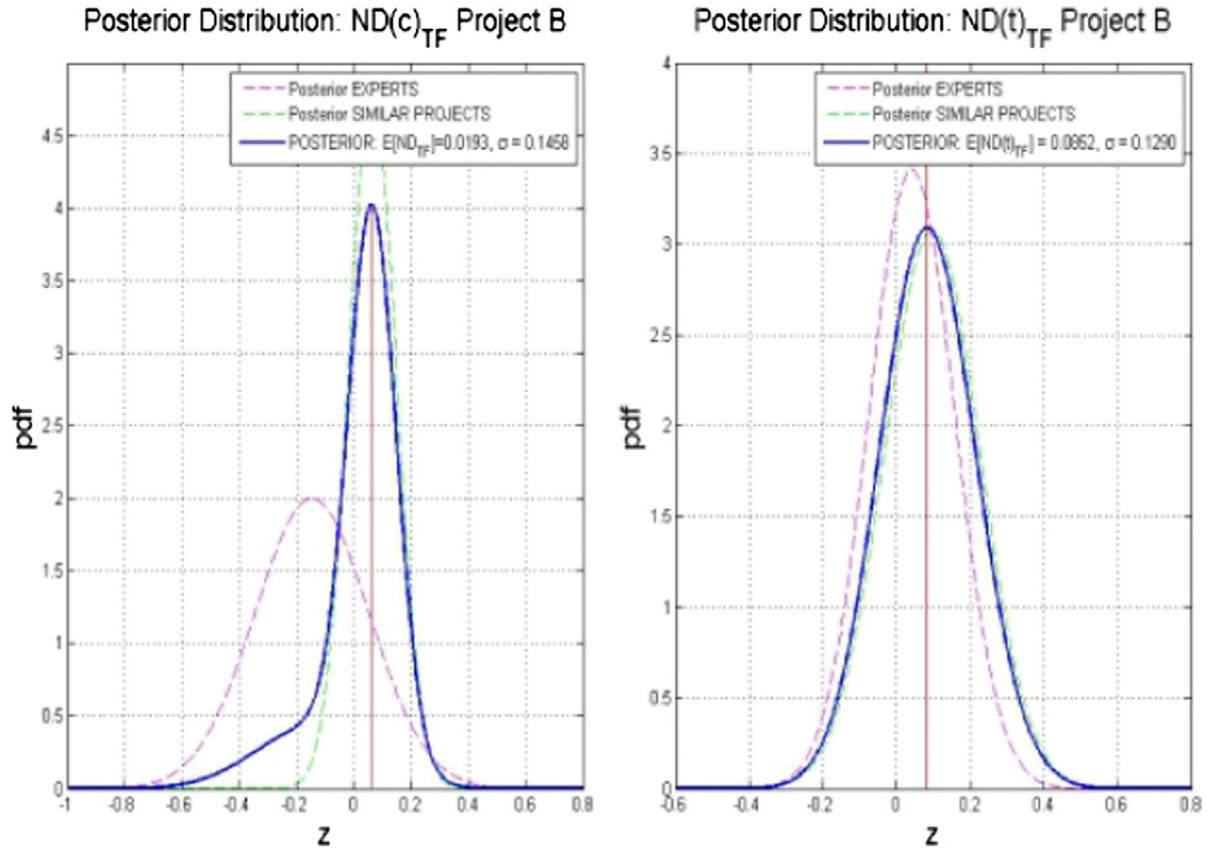 Posterior Distribution: ND(c)TF Project B
Posterior EXPERTS
Posterior SIMILAR PROJECTS
POSTERIOR: E[NDTF]=0.0193, σ = 0.1458
4.5
4
3.5
3
2.5
2
1.5
1
0.5
0
pdf
-1 -0.8 -0.6 -0.4 -0.2 0 0.2 0.4 0.6 0.8
z
Posterior Distribution: ND(t)TF Project B
Posterior EXPERTS
Posterior SIMILAR PROJECTS
POSTERIOR: E[ND(t)TF] = 0.0852, σ = 0.1290
4
3.5
3
2.5
2
1.5
1
0.5
0
pdf
-0.6 -0.4 -0.2 0 0.2 0.4 0.6 0.8
z